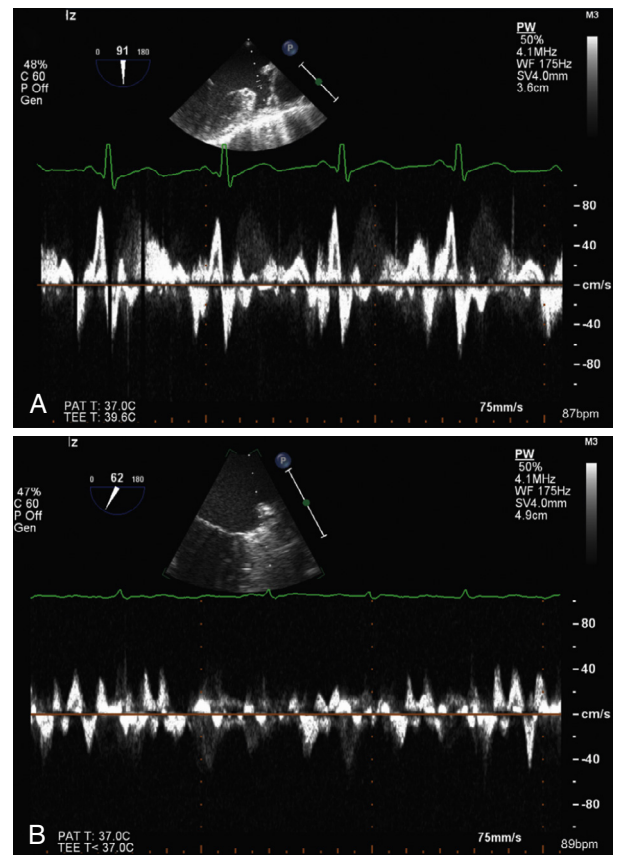 lz
M3
PW
50%
4.1MHz
WF 175Hz
SV4.0mm
3.6cm
0 91 180
P
48%
C 60
P Off
Gen
80
40
cm/s
-40
-80
A
PAT T: 37.0C
TEE T: 39.6C
75mm/s
87bpm
lz
M3
PW
50%
4.1MHz
WF 175Hz
SV4.0mm
4.9cm
0 62 180
P
47%
C 60
P Off
Gen
80
40
cm/s
-40
-80
B
PAT T: 37.0C
TEE T< 37.0C
75mm/s
89bpm